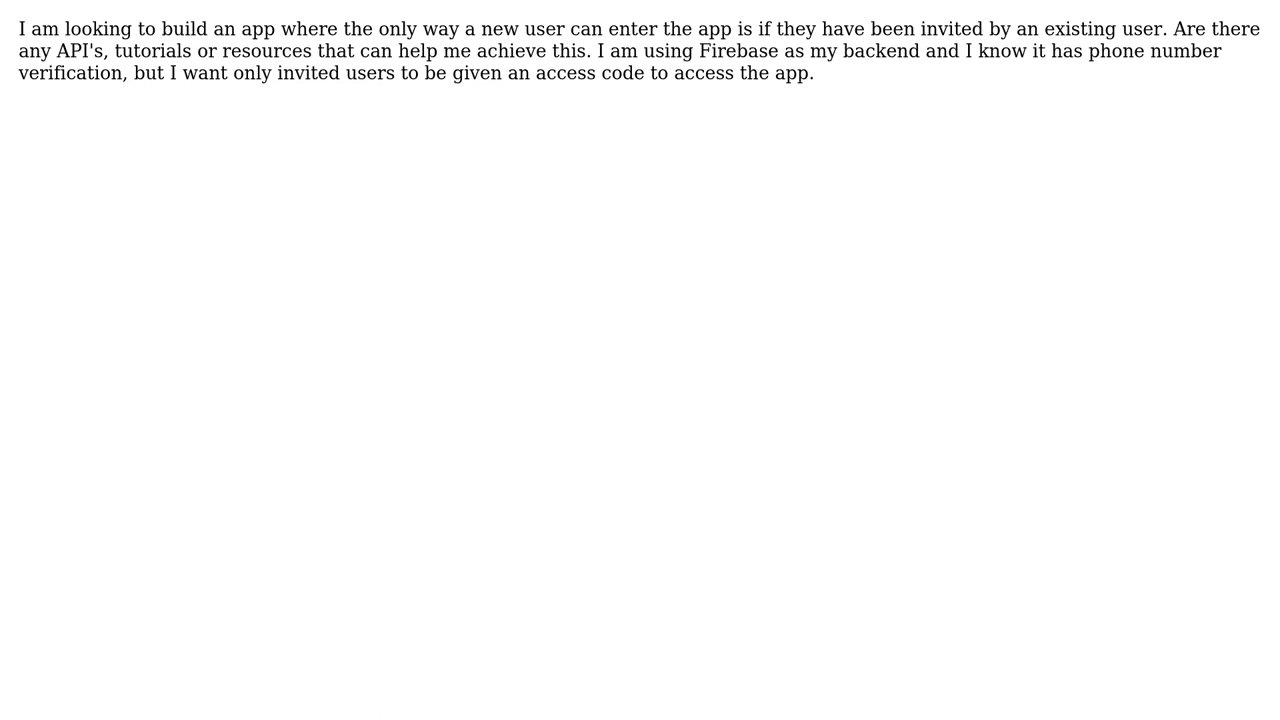 I am looking to build an app where the only way a new user can enter the app is if they have been invited by an existing user. Are there
any API's, tutorials or resources that can help me achieve this. I am using Firebase as my backend and I know it has phone number
verification, but I want only invited users to be given an access code to access the app.